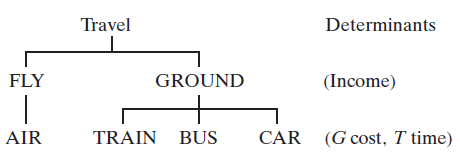 Travel Determinants
FLY GROUND (Income)
AIR TRAIN BUS CAR (G cost, T time)